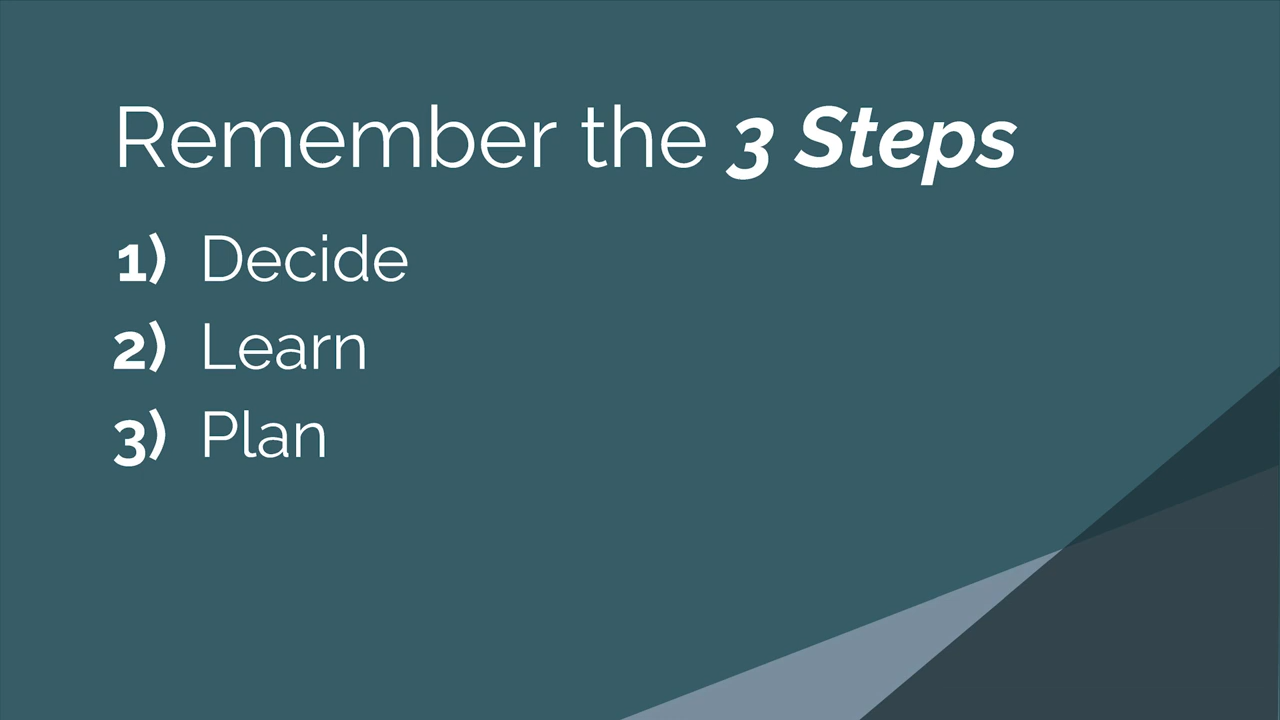 Remember the 3 Steps
1) Decide
2) Learn
3) Plan